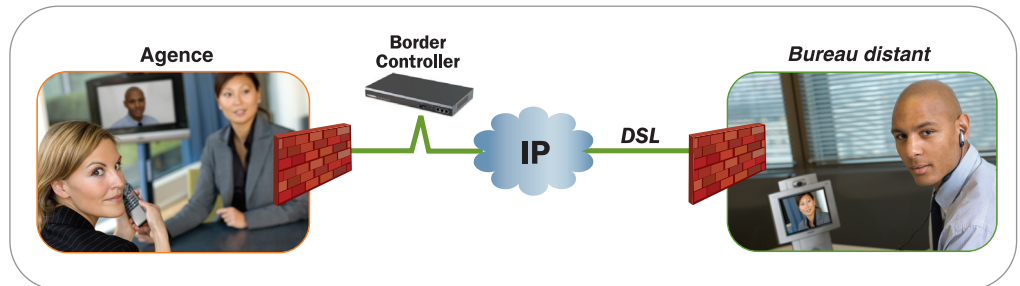 Agence
Border
Controller
IP
DSL
Bureau distant